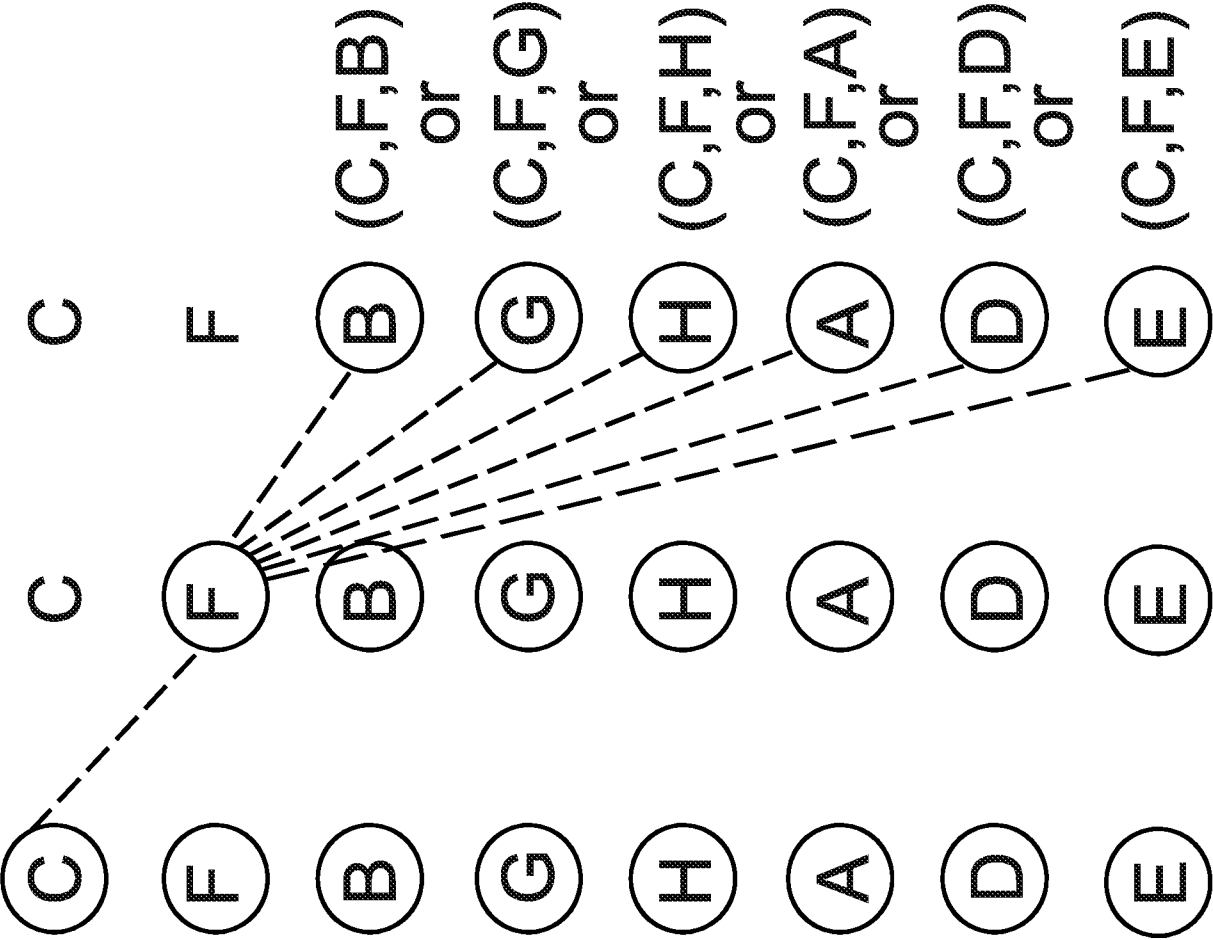 C C C
F F F
B B B (C,F,B)
or
G G G (C,F,G)
or
H H H (C,F,H)
or
A A A (C,F,A)
or
D D D (C,F,D)
or
E E E (C,F,E)